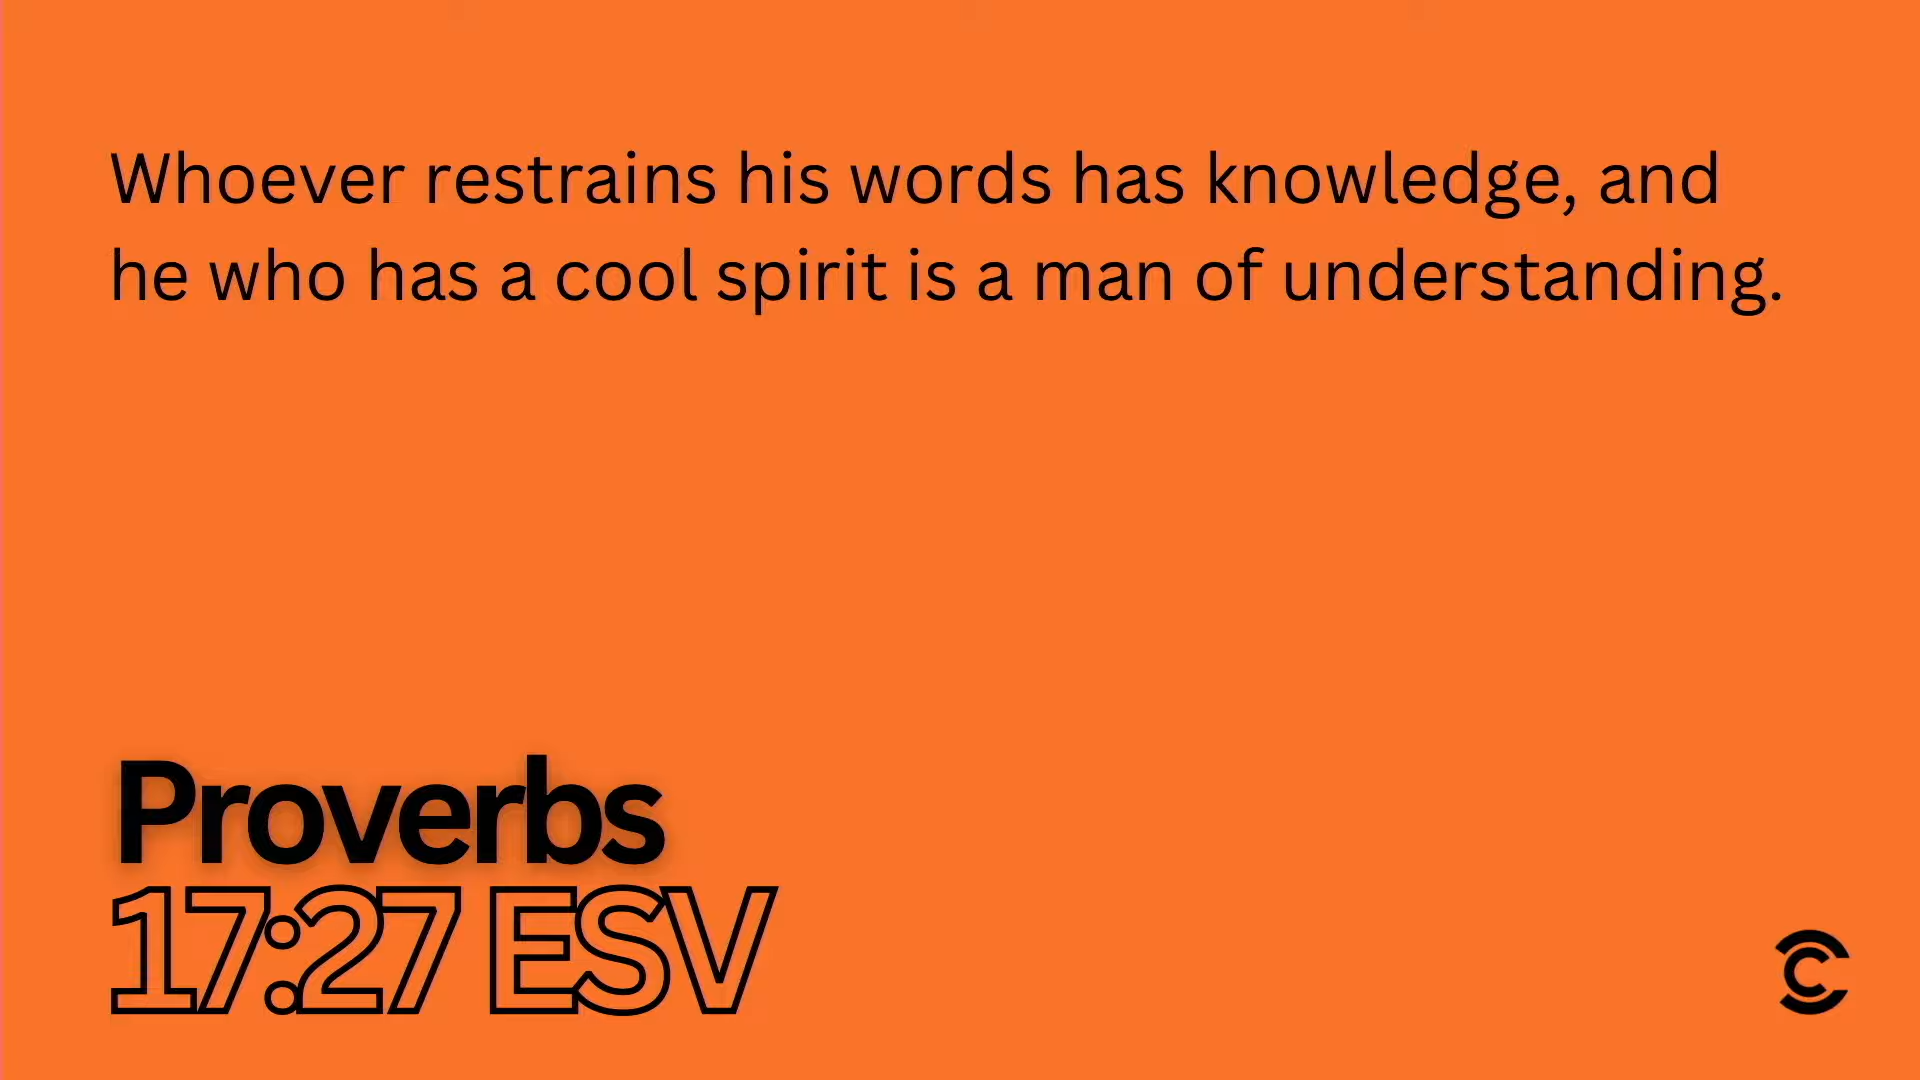 Whoever restrains his words has knowledge, and
he who has a cool spirit is a man of understanding.
Proverbs
17:27 ESV